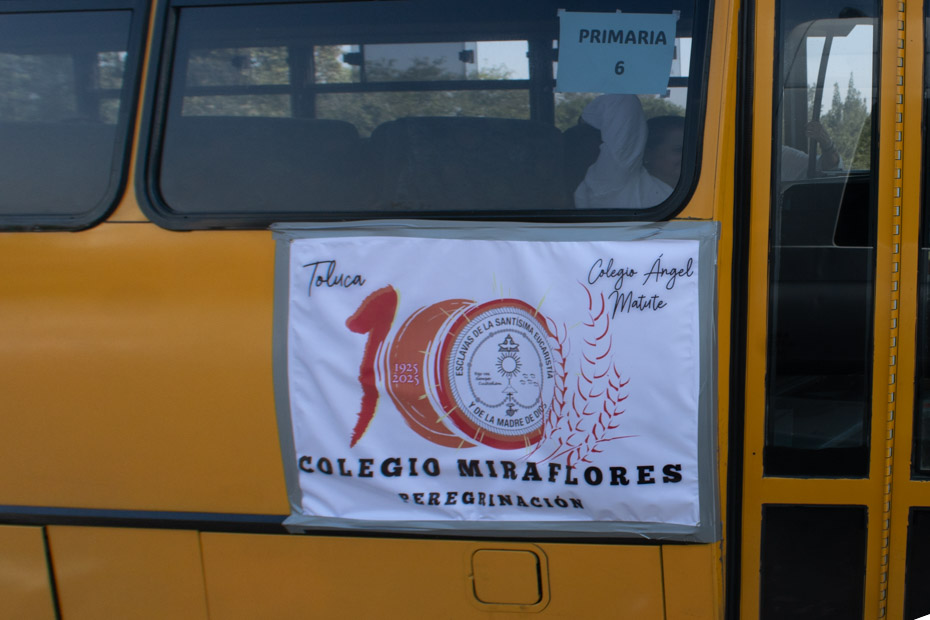 PRIMARIA
6
Toluca
Colegio Ángel
Matute
100
1925
2025
ESCLAVAS DE LA SANTÍSIMA EUCARISTÍA
Y DE LA MADRE DE DIOS
COLEGIO MIRAFLORES
PEREGRINACIÓN